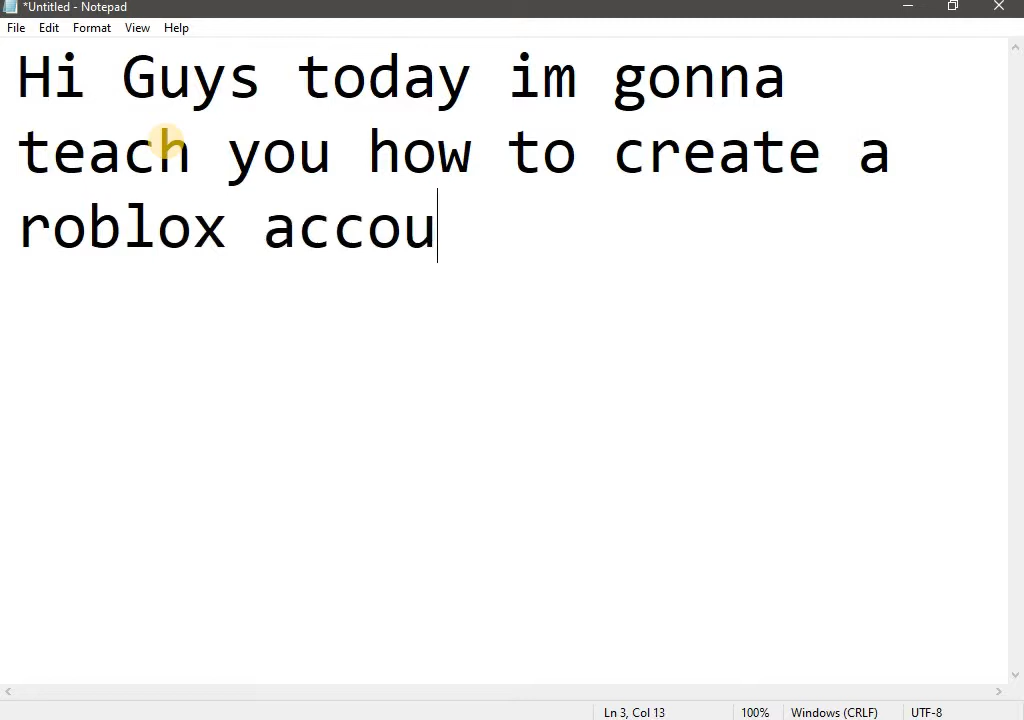 *Untitled - Notepad
File Edit Format View Help
Hi Guys today im gonna
teach you how to create a
roblox accou
Ln 3, Col 13 100% Windows (CRLF) UTF-8